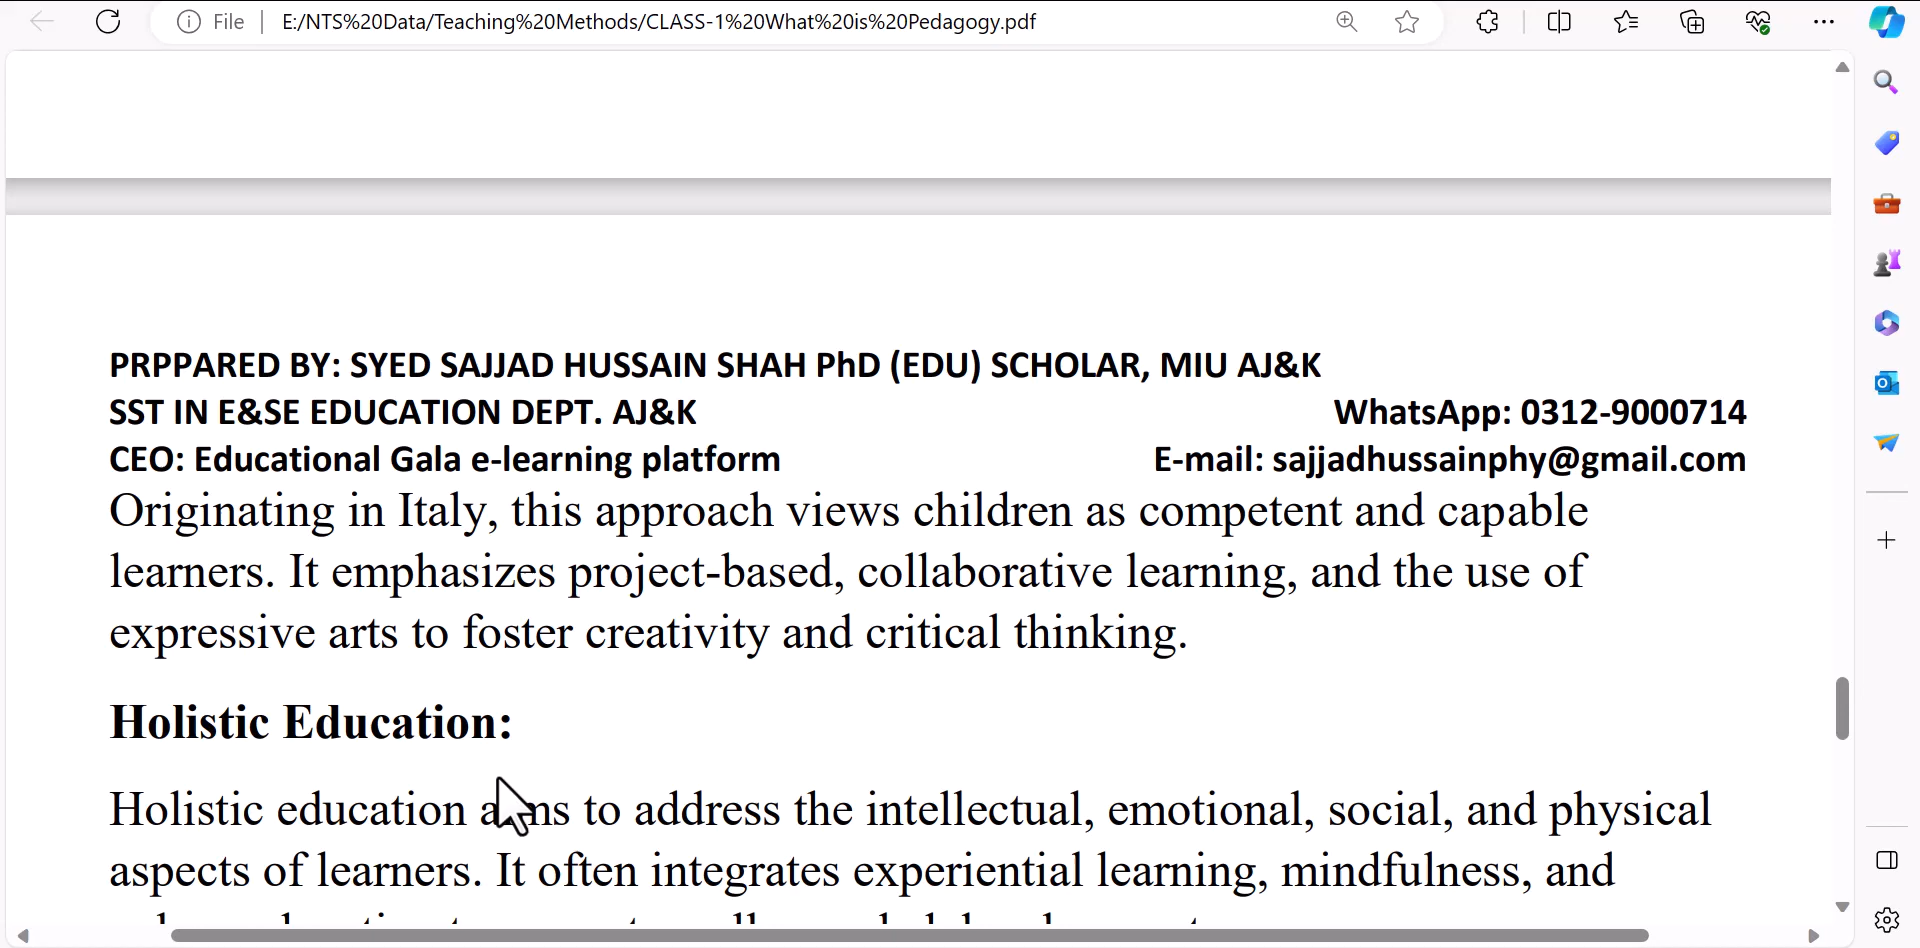 File E:/NTS%20Data/Teaching%20Methods/CLASS-1%20What%20is%20Pedagogy.pdf
PRPPARED BY: SYED SAJJAD HUSSAIN SHAH PhD (EDU) SCHOLAR, MIU AJ&K
SST IN E&SE EDUCATION DEPT. AJ&K WhatsApp: 0312-9000714
CEO: Educational Gala e-learning platform E-mail: sajjadhussainphy@gmail.com
Originating in Italy, this approach views children as competent and capable
learners. It emphasizes project-based, collaborative learning, and the use of
expressive arts to foster creativity and critical thinking.
Holistic Education:
Holistic education aims to address the intellectual, emotional, social, and physical
aspects of learners. It often integrates experiential learning, mindfulness, and